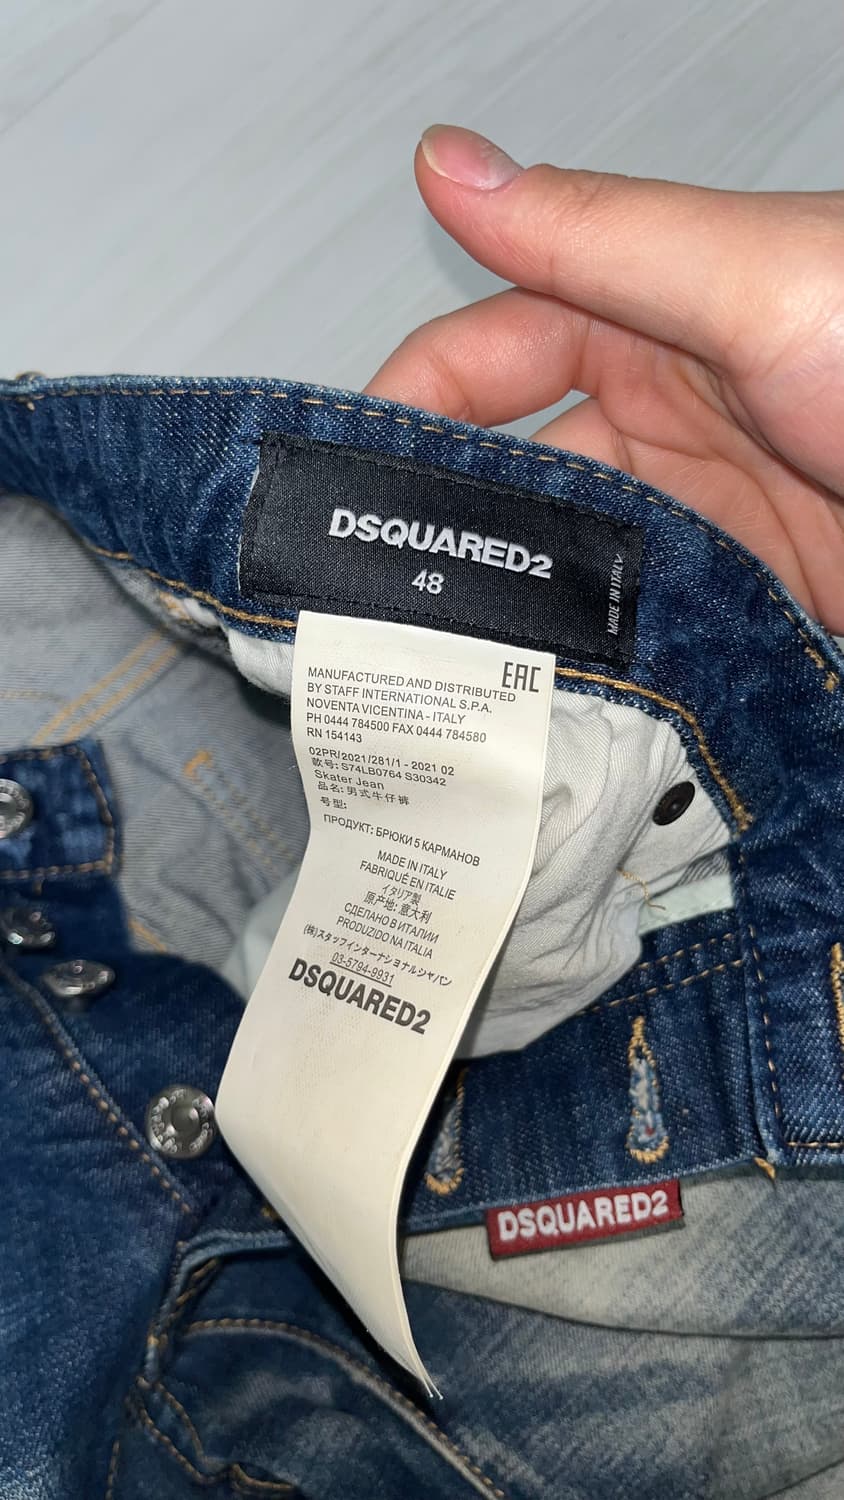 DSQUARED2
48
MADE IN ITALY
EAC
MANUFACTURED AND DISTRIBUTED
BY STAFF INTERNATIONAL S.P.A.
NOVENTA VICENTINA - ITALY
PH 0444 784500 FAX 0444 784580
RN 154143
02PR/2021/281/1 - 2021 02
款号: S74LB0764 S30342
Skater Jean
品名: 男式牛仔裤
号型:
ПРОДУКТ: БРЮКИ 5 КАРМАНОВ
MADE IN ITALY
FABRIQUÉ EN ITALIE
イタリア製
原产地: 意大利
СДЕЛАНО В ИТАЛИИ
PRODUZIDO NA ITALIA
(株)スタッフインターナショナルジャパン
03-5794-9931
DSQUARED2
DSQUARED2